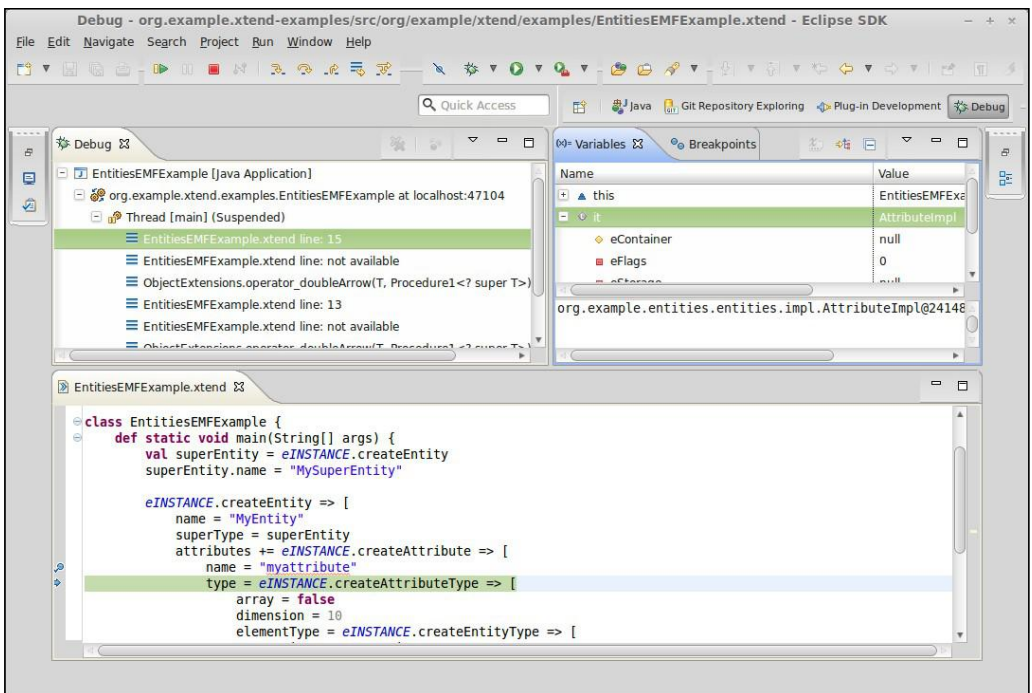 Debug - org.example.xtend-examples/src/org/example/xtend/examples/EntitiesEMFExample.xtend - Eclipse SDK
File Edit Navigate Search Project Run Window Help
Quick Access
Java Git Repository Exploring Plug-in Development Debug
Debug
EntitiesEMFExample [Java Application]
org.example.xtend.examples.EntitiesEMFExample at localhost:47104
Thread [main] (Suspended)
EntitiesEMFExample.xtend line: 15
EntitiesEMFExample.xtend line: not available
ObjectExtensions.operator_doubleArrow(T, Procedure1<? super T>)
EntitiesEMFExample.xtend line: 13
EntitiesEMFExample.xtend line: not available
ObjectExtensions.operator_doubleArrow(T, Procedure1<? super T>)
(x)= Variables Breakpoints
Name Value
this EntitiesEMFExa
it AttributeImpl
eContainer null
eFlags 0
eStorage null
org.example.entities.entities.impl.AttributeImpl@24148
EntitiesEMFExample.xtend
class EntitiesEMFExample {
def static void main(String[] args) {
val superEntity = eINSTANCE.createEntity
superEntity.name = "MySuperEntity"
eINSTANCE.createEntity => [
name = "MyEntity"
superType = superEntity
attributes += eINSTANCE.createAttribute => [
name = "myattribute"
type = eINSTANCE.createAttributeType => [
array = false
dimension = 10
elementType = eINSTANCE.createEntityType => [